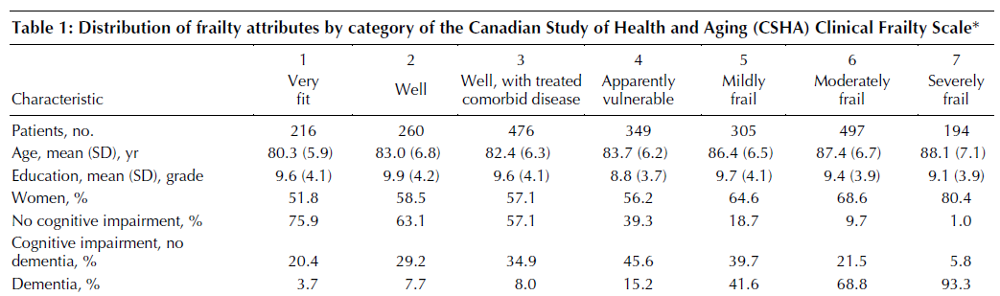 Table 1: Distribution of frailty attributes by category of the Canadian Study of Health and Aging (CSHA) Clinical Frailty Scale*
1 2 3 4 5 6 7
Very Well, with treated Apparently Mildly Moderately Severely
Characteristic fit Well comorbid disease vulnerable frail frail frail
Patients, no. 216 260 476 349 305 497 194
Age, mean (SD), yr 80.3 (5.9) 83.0 (6.8) 82.4 (6.3) 83.7 (6.2) 86.4 (6.5) 87.4 (6.7) 88.1 (7.1)
Education, mean (SD), grade 9.6 (4.1) 9.9 (4.2) 9.6 (4.1) 8.8 (3.7) 9.7 (4.1) 9.4 (3.9) 9.1 (3.9)
Women, % 51.8 58.5 57.1 56.2 64.6 68.6 80.4
No cognitive impairment, % 75.9 63.1 57.1 39.3 18.7 9.7 1.0
Cognitive impairment, no
dementia, % 20.4 29.2 34.9 45.6 39.7 21.5 5.8
Dementia, % 3.7 7.7 8.0 15.2 41.6 68.8 93.3